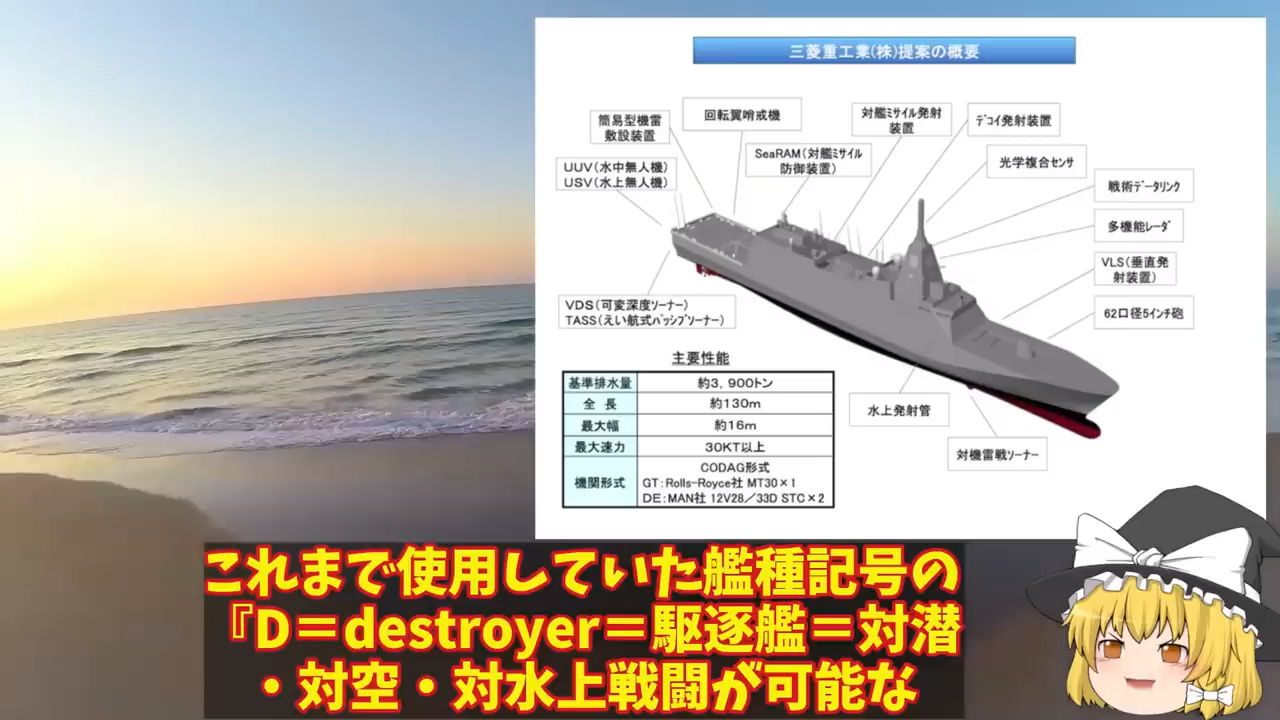 三菱重工業(株)提案の概要
簡易型機雷
敷設装置
回転翼哨戒機
対艦ミサイル発射
装置
デコイ発射装置
UUV(水中無人機)
USV(水上無人機)
SeaRAM(対艦ミサイル
防御装置)
光学複合センサ
戦術データリンク
多機能レーダ
VLS(垂直発
射装置)
62口径5インチ砲
VDS(可変深度ソーナー)
TASS(えい航式パッシブソーナー)
水上発射管
対機雷戦ソーナー
主要性能
基準排水量 約3,900トン
全 長 約130m
最大幅 約16m
最大速力 30KT以上
機関形式 CODAG形式
GT:Rolls-Royce社 MT30×1
DE:MAN社 12V28/33D STC×2
これまで使用していた艦種記号の
『D=destroyer=駆逐艦=対潜
・対空・対水上戦闘が可能な